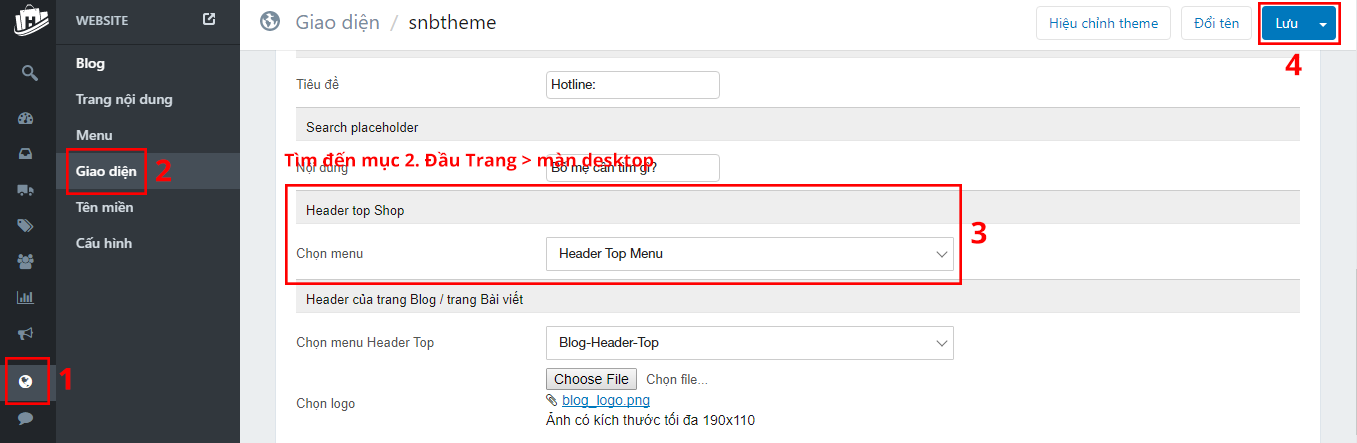 WEBSITE
Blog
Trang nội dung
Menu
Giao diện
2
Tên miền
Cấu hình
1
Giao diện / snbtheme
Hiệu chỉnh theme
Đổi tên
Lưu
4
Tiêu đề
Hotline:
Search placeholder
Tìm đến mục 2. Đầu Trang > màn desktop
Nội dung
Bố mẹ cần tìm gì?
Header top Shop
3
Chọn menu
Header Top Menu
Header của trang Blog / trang Bài viết
Chọn menu Header Top
Blog-Header-Top
Chọn logo
Choose File
Chọn file...
blog_logo.png
Ảnh có kích thước tối đa 190x110